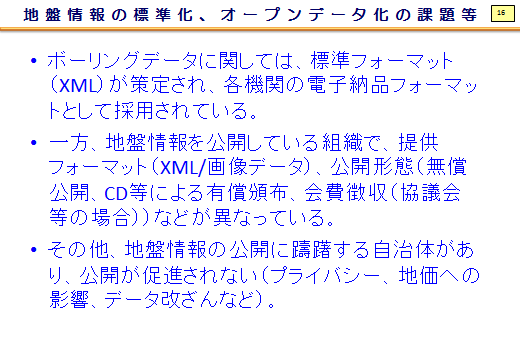 地盤情報の標準化、オープンデータ化の課題等
16
• ボーリングデータに関しては、標準フォーマット
（XML）が策定され、各機関の電子納品フォーマッ
トとして採用されている。
• 一方、地盤情報を公開している組織で、提供
フォーマット（XML/画像データ）、公開形態（無償
公開、CD等による有償頒布、会費徴収（協議会
等の場合））などが異なっている。
• その他、地盤情報の公開に躊躇する自治体があ
り、公開が促進されない（プライバシー、地価への
影響、データ改ざんなど）。